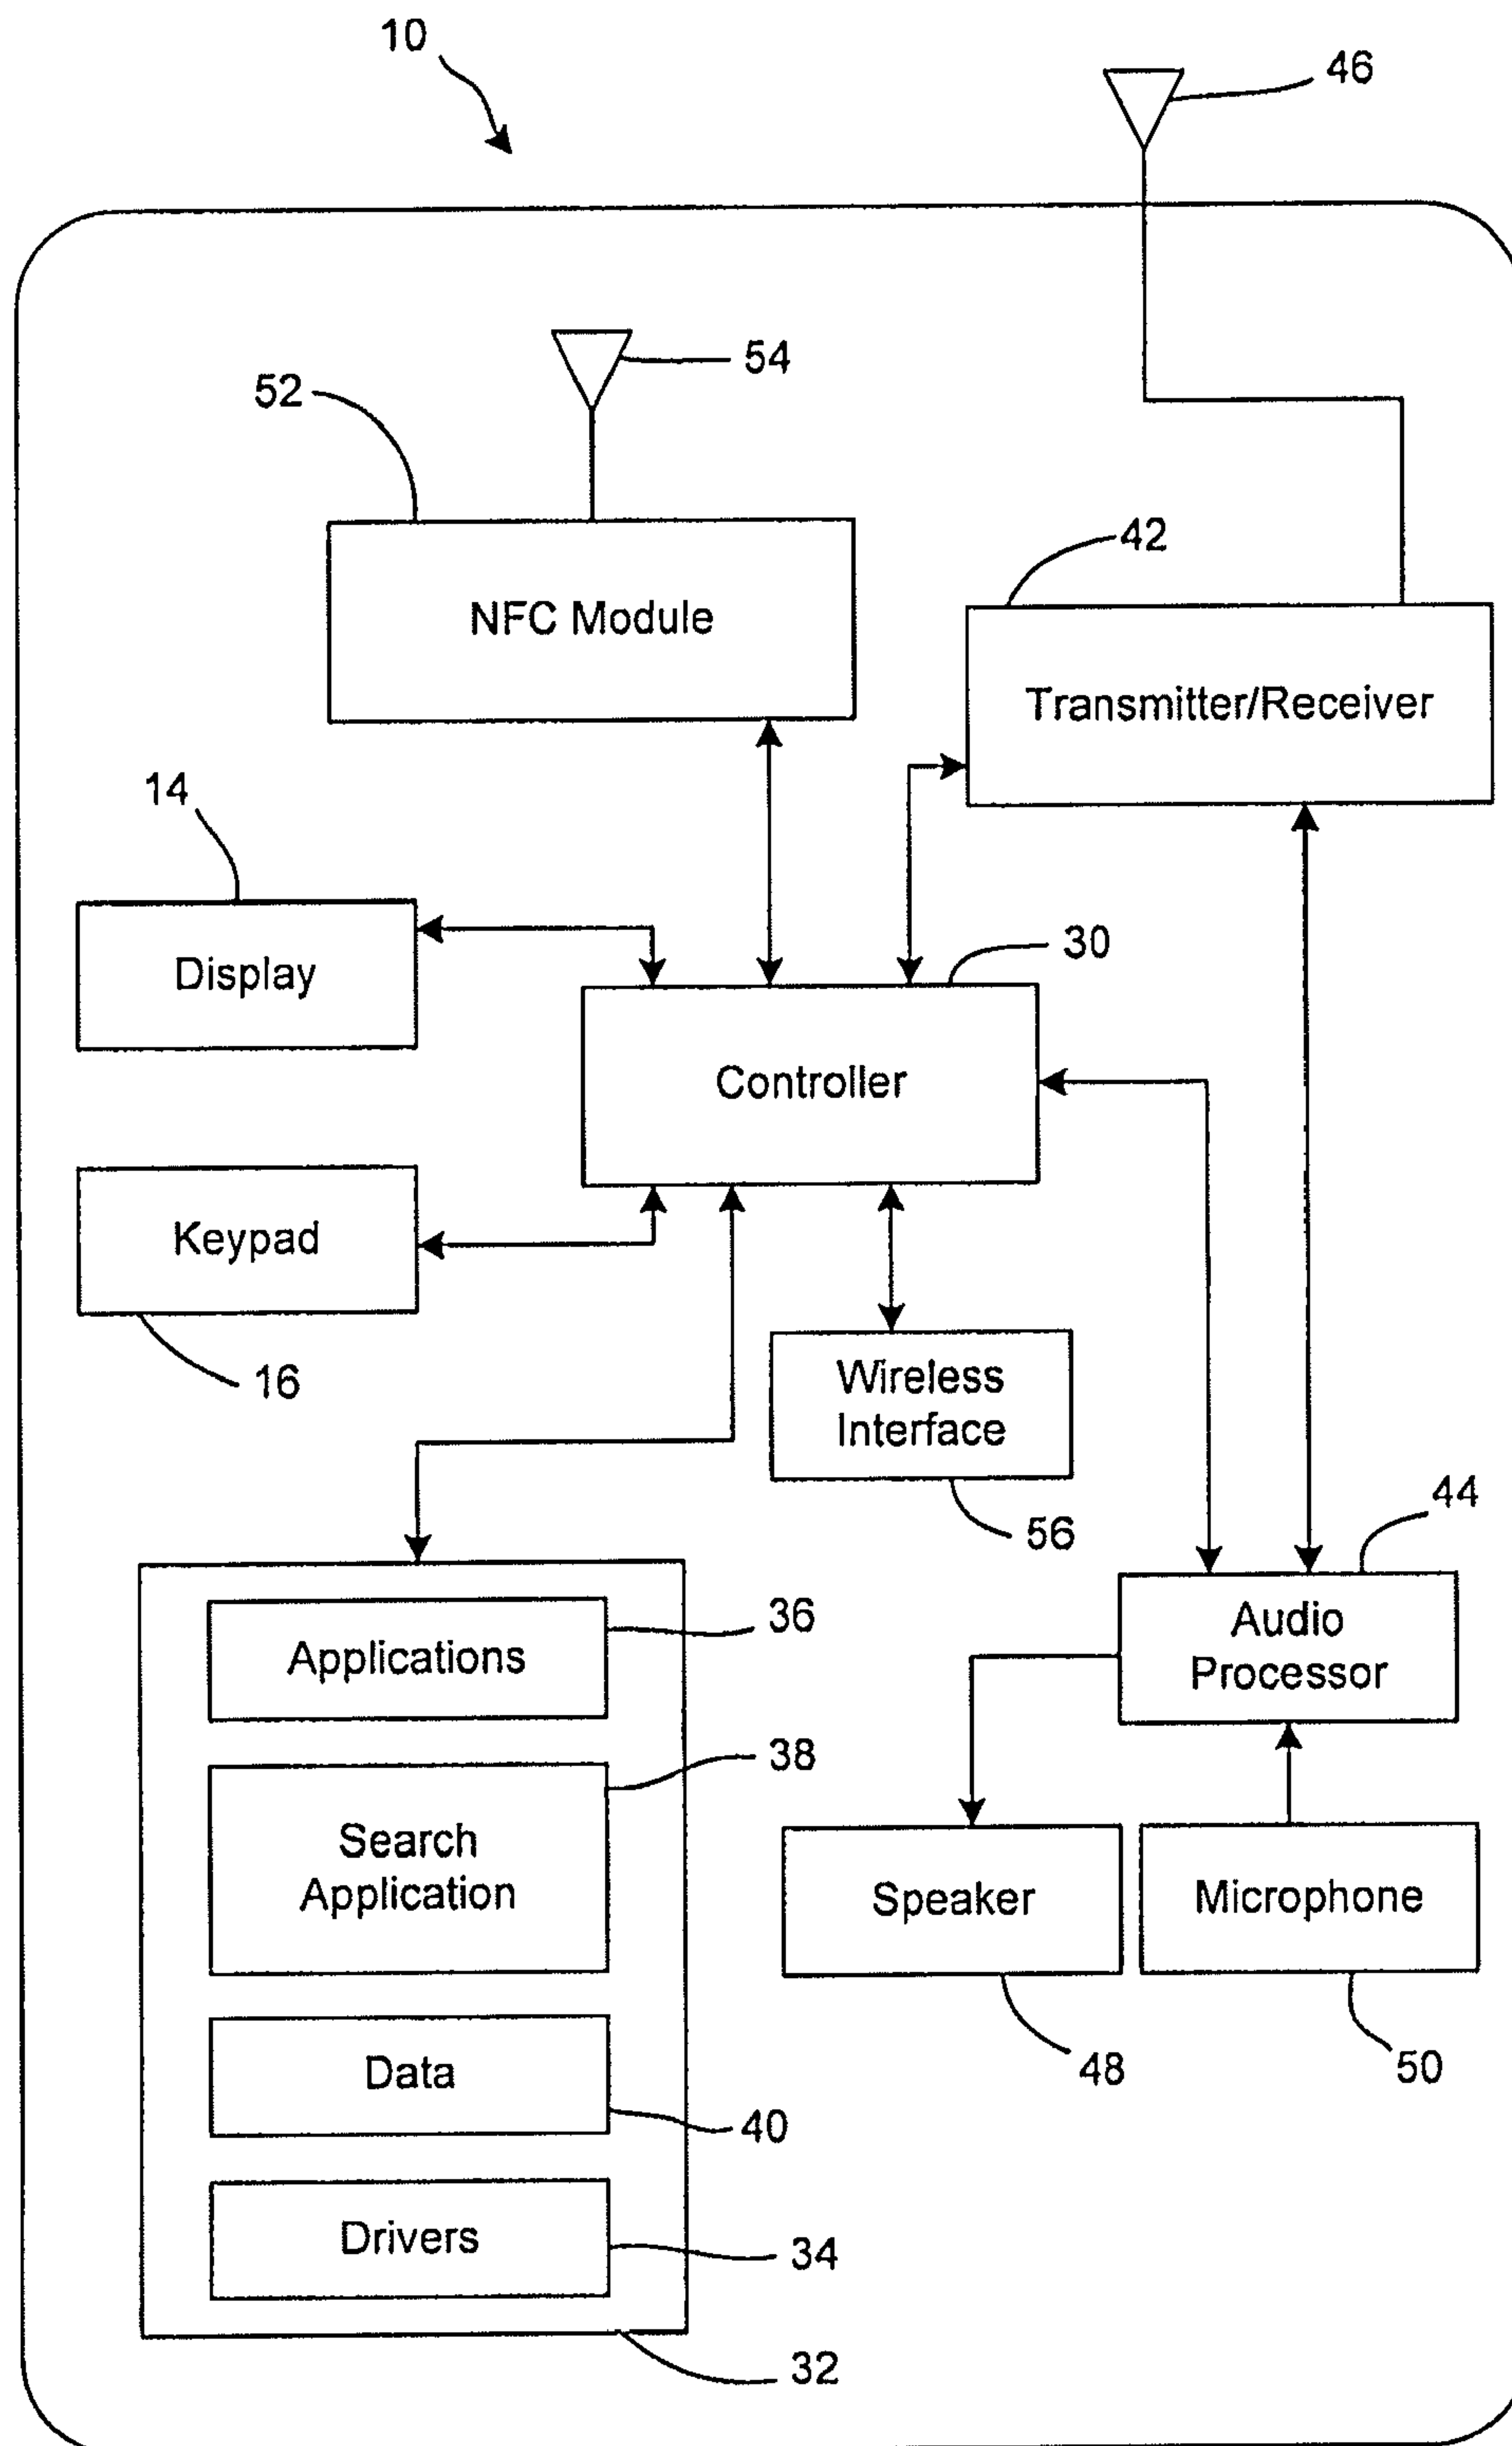 10
46
54
52
42
NFC Module
Transmitter/Receiver
14
30
Display
Controller
Keypad
16
Wireless
Interface
56
44
36
Applications
Audio
Processor
38
Search
Application
Speaker
Microphone
48
50
Data
40
Drivers
34
32